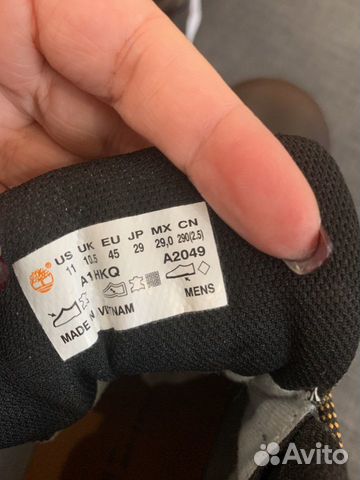 US UK EU JP MX CN
11 10.5 45 29 29,0 290(2.5)
A1HKQ A2049
MADE IN VIETNAM MENS
Avito